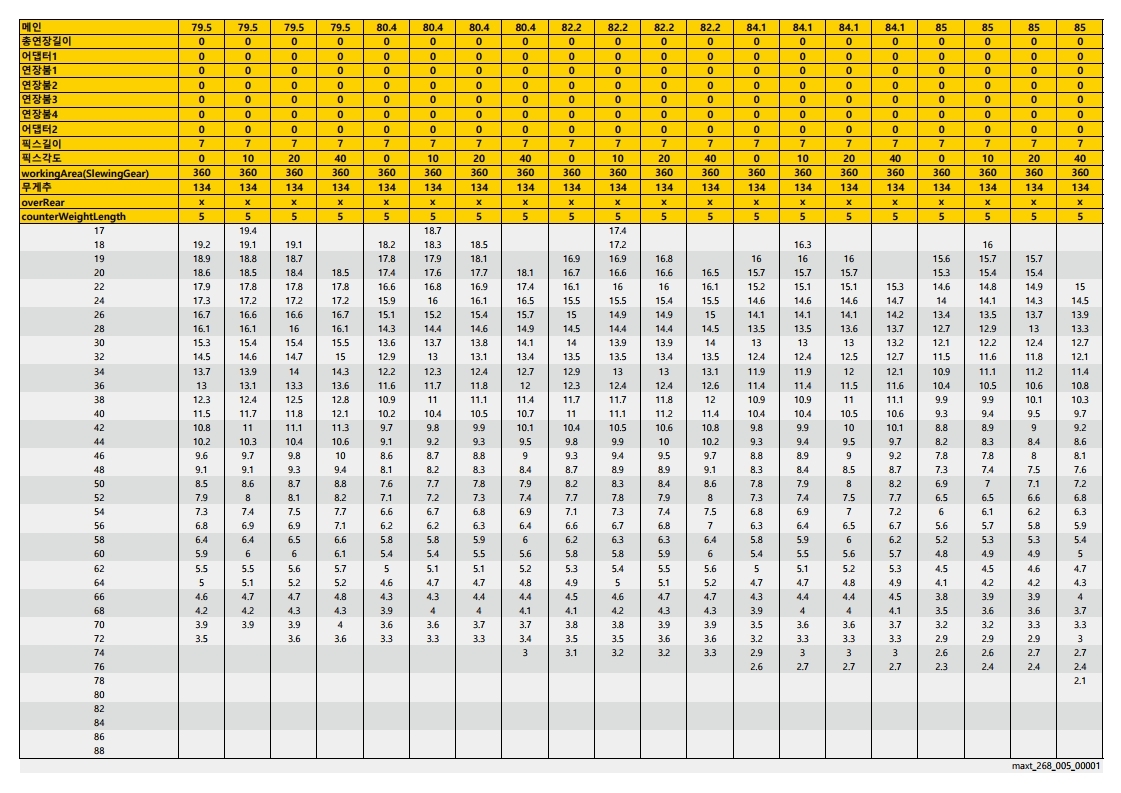 메인 79.5 79.5 79.5 79.5 80.4 80.4 80.4 80.4 82.2 82.2 82.2 82.2 84.1 84.1 84.1 84.1 85 85 85 85
총연장길이 0 0 0 0 0 0 0 0 0 0 0 0 0 0 0 0 0 0 0 0
어댑터1 0 0 0 0 0 0 0 0 0 0 0 0 0 0 0 0 0 0 0 0
연장붐1 0 0 0 0 0 0 0 0 0 0 0 0 0 0 0 0 0 0 0 0
연장붐2 0 0 0 0 0 0 0 0 0 0 0 0 0 0 0 0 0 0 0 0
연장붐3 0 0 0 0 0 0 0 0 0 0 0 0 0 0 0 0 0 0 0 0
연장붐4 0 0 0 0 0 0 0 0 0 0 0 0 0 0 0 0 0 0 0 0
어댑터2 0 0 0 0 0 0 0 0 0 0 0 0 0 0 0 0 0 0 0 0
픽스길이 7 7 7 7 7 7 7 7 7 7 7 7 7 7 7 7 7 7 7 7
픽스각도 0 10 20 40 0 10 20 40 0 10 20 40 0 10 20 40 0 10 20 40
workingArea(SlewingGear) 360 360 360 360 360 360 360 360 360 360 360 360 360 360 360 360 360 360 360 360
무게추 134 134 134 134 134 134 134 134 134 134 134 134 134 134 134 134 134 134 134 134
overRear x x x x x x x x x x x x x x x x x x x x
counterWeightLength 5 5 5 5 5 5 5 5 5 5 5 5 5 5 5 5 5 5 5 5
17 19.4 18.7 17.4
18 19.2 19.1 19.1 18.2 18.3 18.5 17.2 16.3 16
19 18.9 18.8 18.7 17.8 17.9 18.1 16.9 16.9 16.8 16 16 16 15.6 15.7 15.7
20 18.6 18.5 18.4 18.5 17.4 17.6 17.7 18.1 16.7 16.6 16.6 16.5 15.7 15.7 15.7 15.3 15.4 15.4
22 17.9 17.8 17.8 17.8 16.6 16.8 16.9 17.4 16.1 16 16 16.1 15.2 15.1 15.1 15.3 14.6 14.8 14.9 15
24 17.3 17.2 17.2 17.2 15.9 16 16.1 16.5 15.5 15.5 15.5 15.5 14.6 14.6 14.6 14.7 14 14.1 14.3 14.5
26 16.7 16.6 16.6 16.7 15.1 15.2 15.4 15.7 15 14.9 14.9 15 14.1 14.1 14.1 14.2 13.4 13.5 13.7 13.9
28 16.1 16.1 16 16.1 14.3 14.4 14.6 14.9 14.5 14.4 14.4 14.5 13.5 13.5 13.6 13.7 12.7 12.9 13 13.3
30 15.3 15.4 15.4 15.5 13.6 13.7 13.8 14.1 14 13.9 13.9 14 13 13 13 13.2 12.1 12.2 12.4 12.7
32 14.5 14.6 14.7 15 12.9 13 13.1 13.4 13.5 13.5 13.4 13.5 12.4 12.4 12.5 12.7 11.5 11.6 11.8 12.1
34 13.7 13.9 14 14.3 12.2 12.3 12.4 12.7 12.9 13 13 13.1 11.9 11.9 12 12.1 10.9 11.1 11.2 11.4
36 13 13.1 13.3 13.6 11.6 11.7 11.8 12 12.3 12.4 12.4 12.6 11.4 11.4 11.5 11.6 10.4 10.5 10.6 10.8
38 12.3 12.4 12.5 12.8 10.9 11 11.1 11.4 11.7 11.7 11.8 12 10.9 10.9 11 11.1 9.9 9.9 10.1 10.3
40 11.5 11.7 11.8 12.1 10.2 10.4 10.5 10.7 11 11.1 11.2 11.4 10.4 10.4 10.5 10.6 9.3 9.4 9.5 9.7
42 10.8 11 11.1 11.3 9.7 9.8 9.9 10.1 10.4 10.5 10.6 10.8 9.8 9.9 10 10.1 8.8 8.9 9 9.2
44 10.2 10.3 10.4 10.6 9.1 9.2 9.3 9.5 9.8 9.9 10 10.2 9.3 9.4 9.5 9.7 8.2 8.3 8.4 8.6
46 9.6 9.7 9.8 10 8.6 8.7 8.8 9 9.3 9.4 9.5 9.7 8.8 8.9 9 9.2 7.8 7.8 8 8.1
48 9.1 9.1 9.3 9.4 8.1 8.2 8.3 8.4 8.7 8.9 8.9 9.1 8.3 8.4 8.5 8.7 7.3 7.4 7.5 7.6
50 8.5 8.6 8.7 8.8 7.6 7.7 7.8 7.9 8.2 8.3 8.4 8.6 7.8 7.9 8 8.2 6.9 7 7.1 7.2
52 7.9 8 8.1 8.2 7.1 7.2 7.3 7.4 7.7 7.8 7.9 8 7.3 7.4 7.5 7.7 6.5 6.5 6.6 6.8
54 7.3 7.4 7.5 7.7 6.6 6.7 6.8 6.9 7.1 7.3 7.4 7.5 6.8 6.9 7 7.2 6 6.1 6.2 6.3
56 6.8 6.9 6.9 7.1 6.2 6.2 6.3 6.4 6.6 6.7 6.8 7 6.3 6.4 6.5 6.7 5.6 5.7 5.8 5.9
58 6.4 6.4 6.5 6.6 5.8 5.8 5.9 6 6.2 6.3 6.3 6.4 5.8 5.9 6 6.2 5.2 5.3 5.3 5.4
60 5.9 6 6 6.1 5.4 5.4 5.5 5.6 5.8 5.8 5.9 6 5.4 5.5 5.6 5.7 4.8 4.9 4.9 5
62 5.5 5.5 5.6 5.7 5 5.1 5.1 5.2 5.3 5.4 5.5 5.6 5 5.1 5.2 5.3 4.5 4.5 4.6 4.7
64 5 5.1 5.2 5.2 4.6 4.7 4.7 4.8 4.9 5 5.1 5.2 4.7 4.7 4.8 4.9 4.1 4.2 4.2 4.3
66 4.6 4.7 4.7 4.8 4.3 4.3 4.4 4.4 4.5 4.6 4.7 4.7 4.3 4.4 4.4 4.5 3.8 3.9 3.9 4
68 4.2 4.2 4.3 4.3 3.9 4 4 4.1 4.1 4.2 4.3 4.3 3.9 4 4 4.1 3.5 3.6 3.6 3.7
70 3.9 3.9 3.9 4 3.6 3.6 3.7 3.7 3.8 3.8 3.9 3.9 3.5 3.6 3.6 3.7 3.2 3.2 3.3 3.3
72 3.5 3.6 3.6 3.3 3.3 3.3 3.4 3.5 3.5 3.6 3.6 3.2 3.3 3.3 3.3 2.9 2.9 2.9 3
74 3 3.1 3.2 3.2 3.3 2.9 3 3 3 2.6 2.6 2.7 2.7
76 2.6 2.7 2.7 2.7 2.3 2.4 2.4 2.4
78 2.1
80
82
84
86
88
maxt_268_005_00001